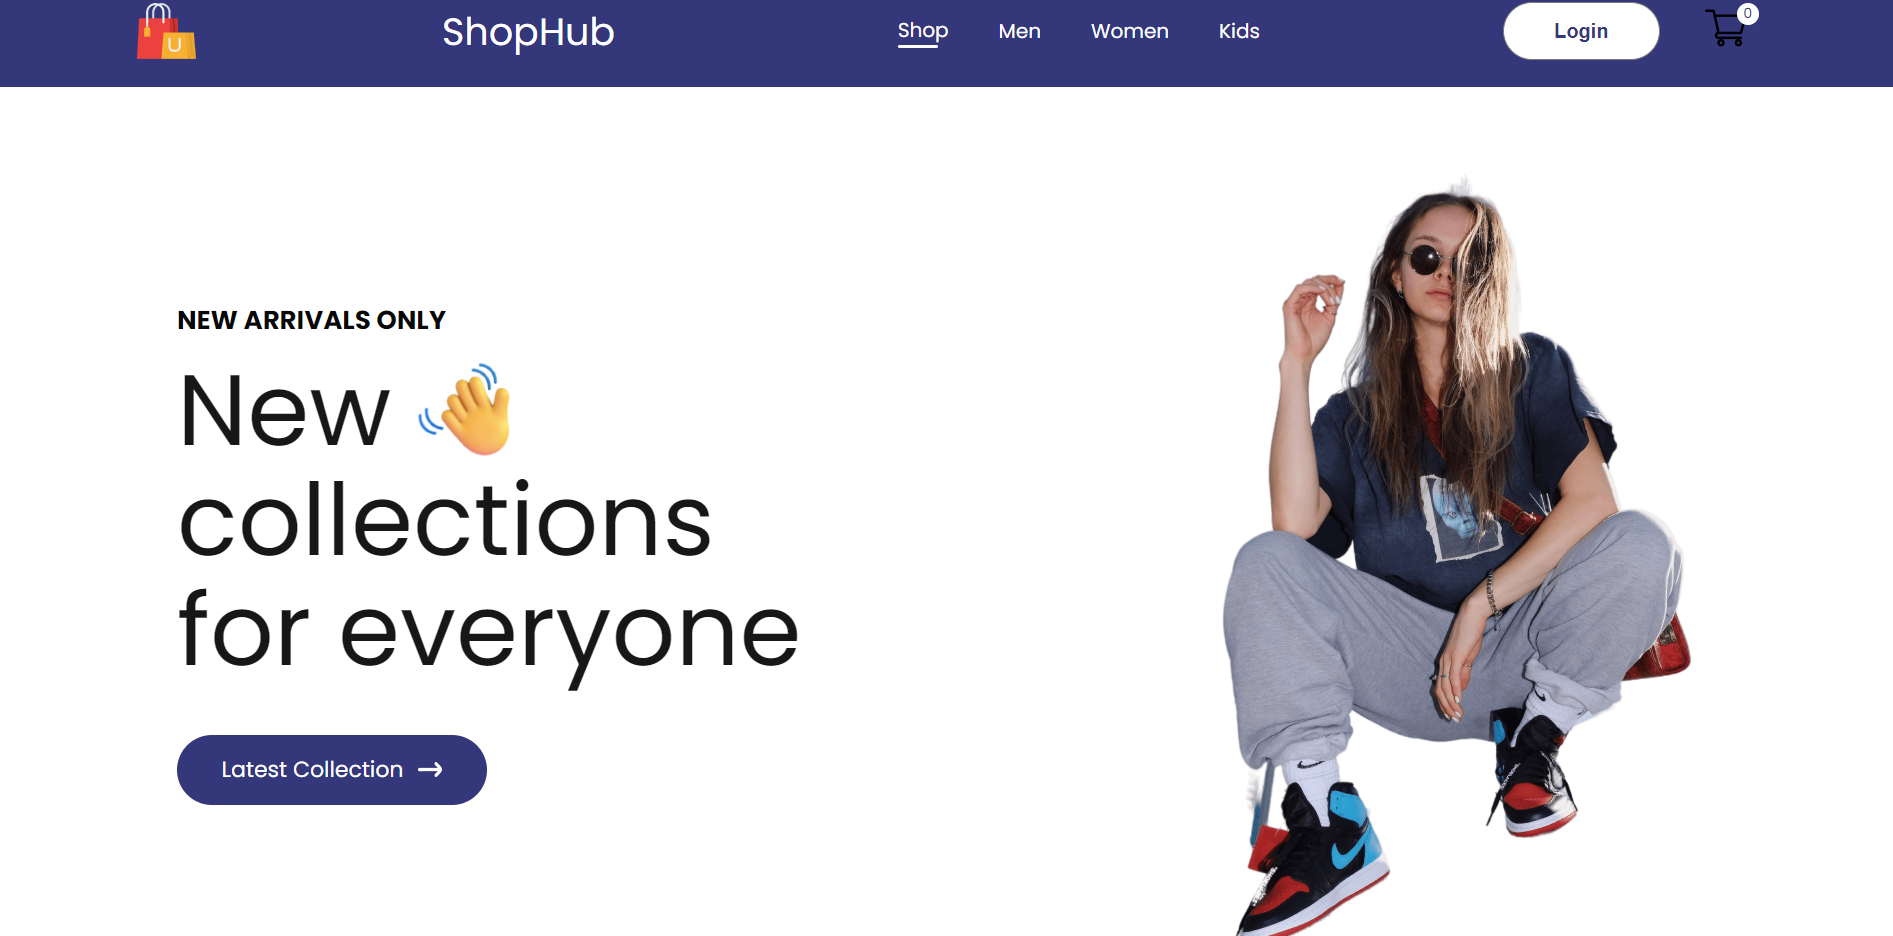 U
ShopHub
Shop
Men
Women
Kids
Login
0
NEW ARRIVALS ONLY
New 👋
collections
for everyone
Latest Collection →